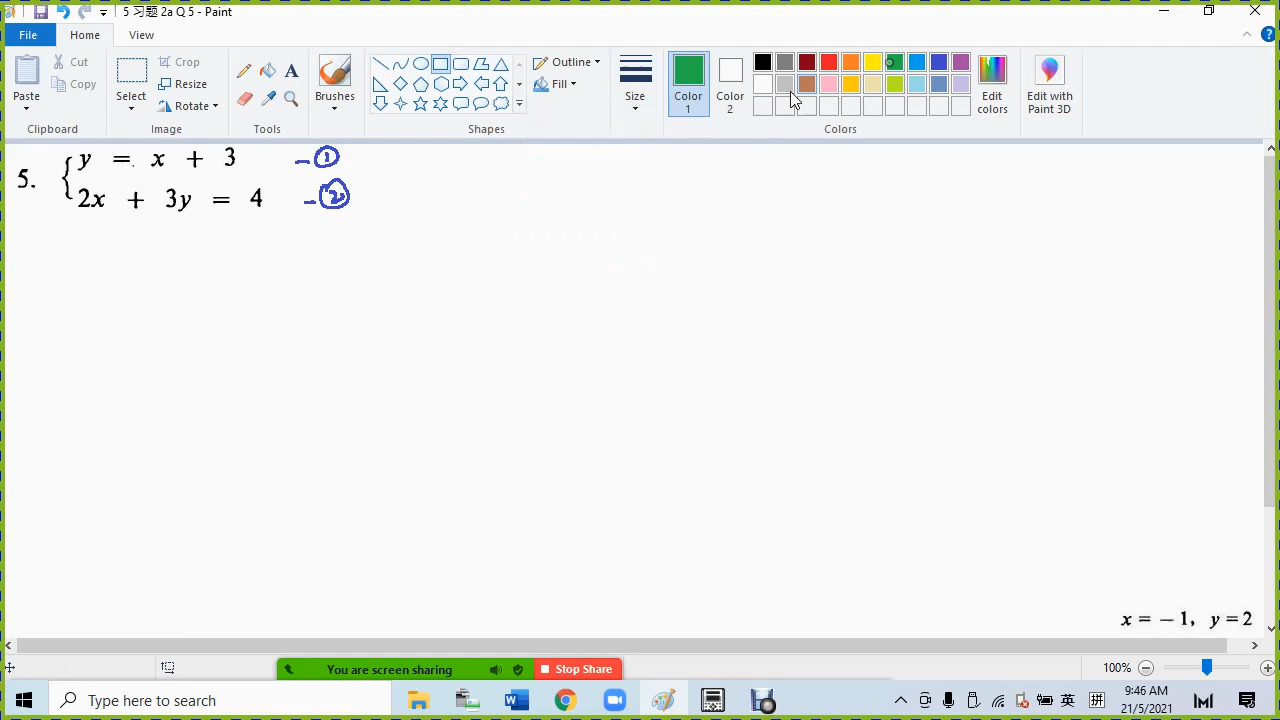 5 习题 2a Q 5 - Paint
File Home View
Paste
Cut
Copy
Clipboard
Select
Crop
Resize
Rotate
Image
A
Tools
Brushes
Shapes
Outline
Fill
Size
Color 1
Color 2
Edit colors
Colors
Edit with Paint 3D
5. { y = x + 3 - ①
2x + 3y = 4 - ②
x = - 1, y = 2
You are screen sharing
Stop Share
100%
Type here to search
英
拼
9:46 AM
21/5/2021